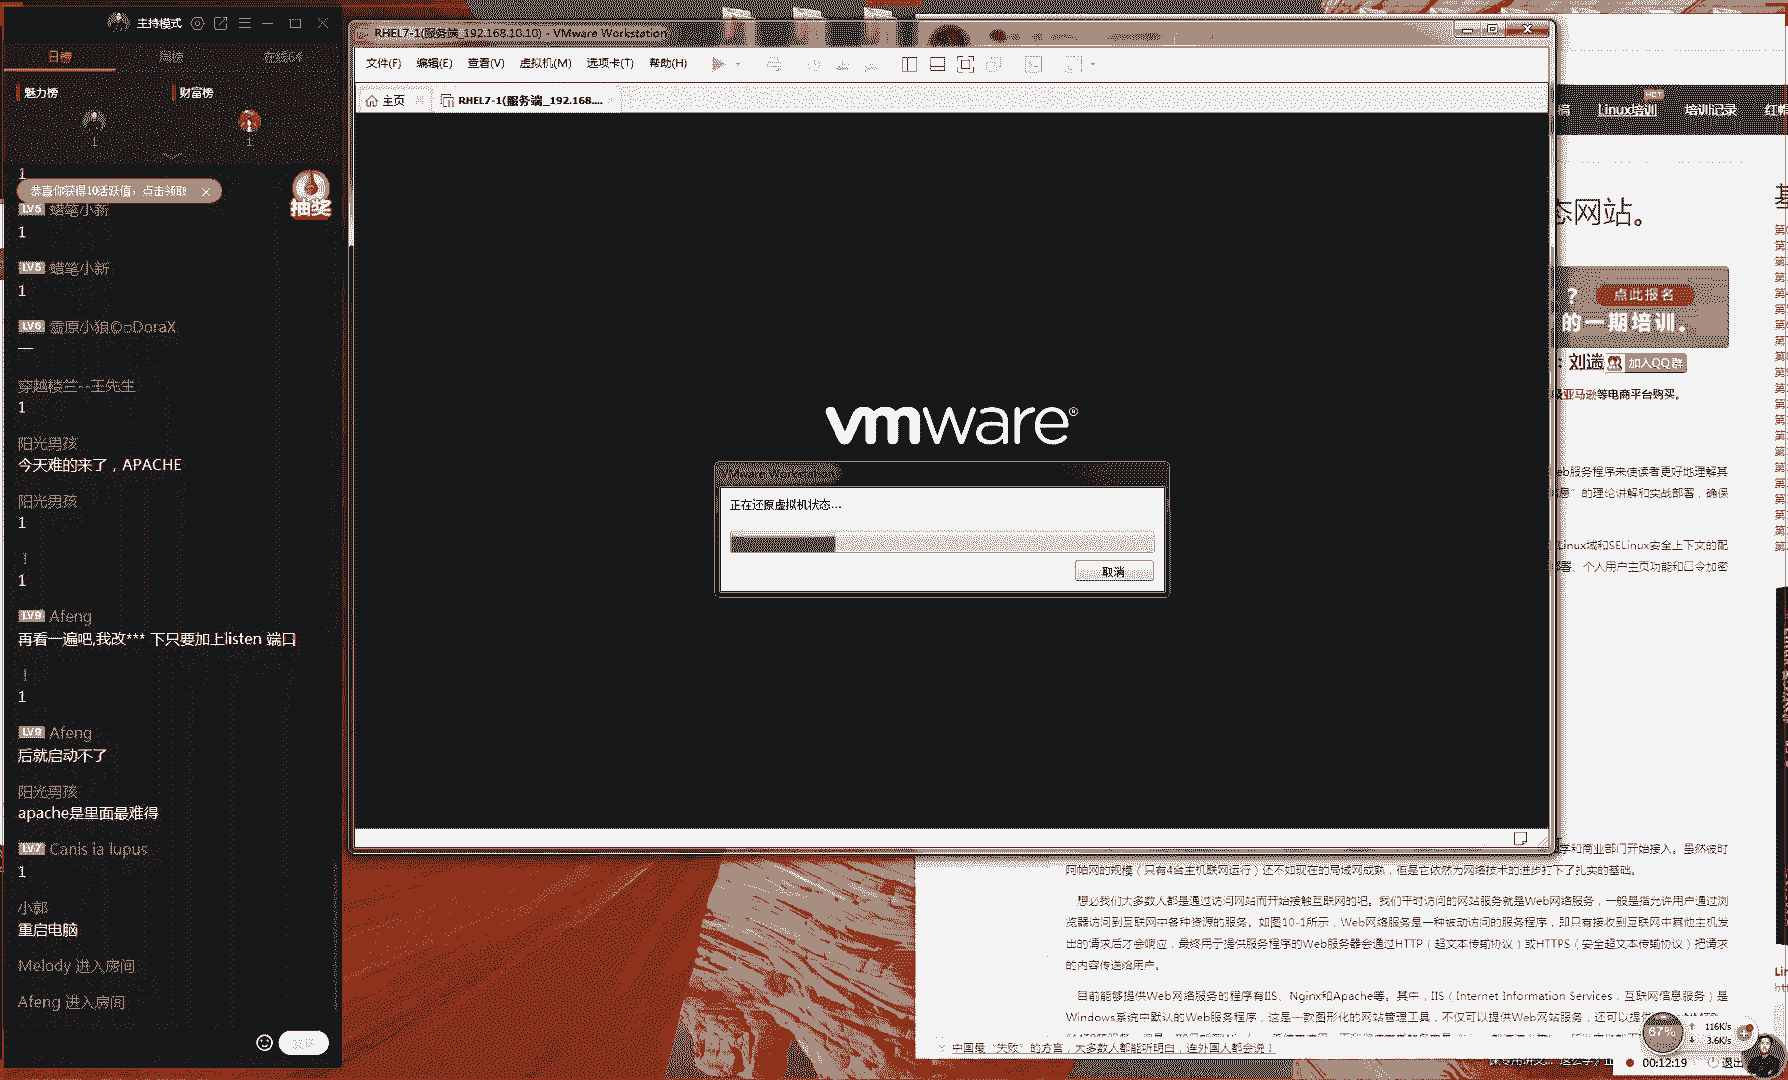 主持模式
日榜
周榜
在线64
魅力榜
财富榜
1
1
1
恭喜你获得10活跃值，点击领取
抽奖
LV5 蜡笔小新
1
LV5 蜡笔小新
1
LV6 雪原小狼©DoraX
一
穿越楼兰--王先生
1
阳光男孩
今天难的来了，APACHE
阳光男孩
1
！
1
LV9 Afeng
再看一遍吧,我改*** 下只要加上listen 端口
！
1
LV9 Afeng
后就启动不了
阳光男孩
apache是里面最难得
LV7 Canis ia lupus
1
小郭
重启电脑
Melody 进入房间
Afeng 进入房间
发送
RHEL7-1(服务端_192.168.10.10) - VMware Workstation
文件(F) 编辑(E) 查看(V) 虚拟机(M) 选项卡(T) 帮助(H)
主页
RHEL7-1(服务端_192.168....
vmware®
VMware Workstation
正在还原虚拟机状态...
取消
HOT
Linux培训
培训记录
红帽
态网站。
？ 点此报名
的一期培训。
：刘遄 加入QQ群
亚马逊等电商平台购买。
eb服务程序来使读者更好地理解其
息”的理论讲解和实战部署，确保
Linux域和SELinux安全上下文的配
署、个人用户主页功能和口令加密
学和商业部门开始接入。虽然彼时
阿帕网的规模（只有4台主机联网运行）还不如现在的局域网成熟，但是它依然为网络技术的进步打下了扎实的基础。
想必我们大多数人都是通过访问网站而开始接触互联网的吧。我们平时访问的网站服务就是Web网络服务，一般是指允许用户通过浏
览器访问到互联网中各种资源的服务。如图10-1所示，Web网络服务是一种被动访问的服务程序，即只有接收到互联网中其他主机发
出的请求后才会响应，最终用于提供服务程序的Web服务器会通过HTTP（超文本传输协议）或HTTPS（安全超文本传输协议）把请求
的内容传送给用户。
目前能够提供Web网络服务的程序有IIS、Nginx和Apache等。其中，IIS（Internet Information Services，互联网信息服务）是
Windows系统中默认的Web服务程序，这是一款图形化的网站管理工具，不仅可以提供Web网站服务，还可以提供
中国最“失败”的方言，大多数人都能听明白，连外国人都会说！
67%
116K/s
3.6K/s
00:12:19
退出